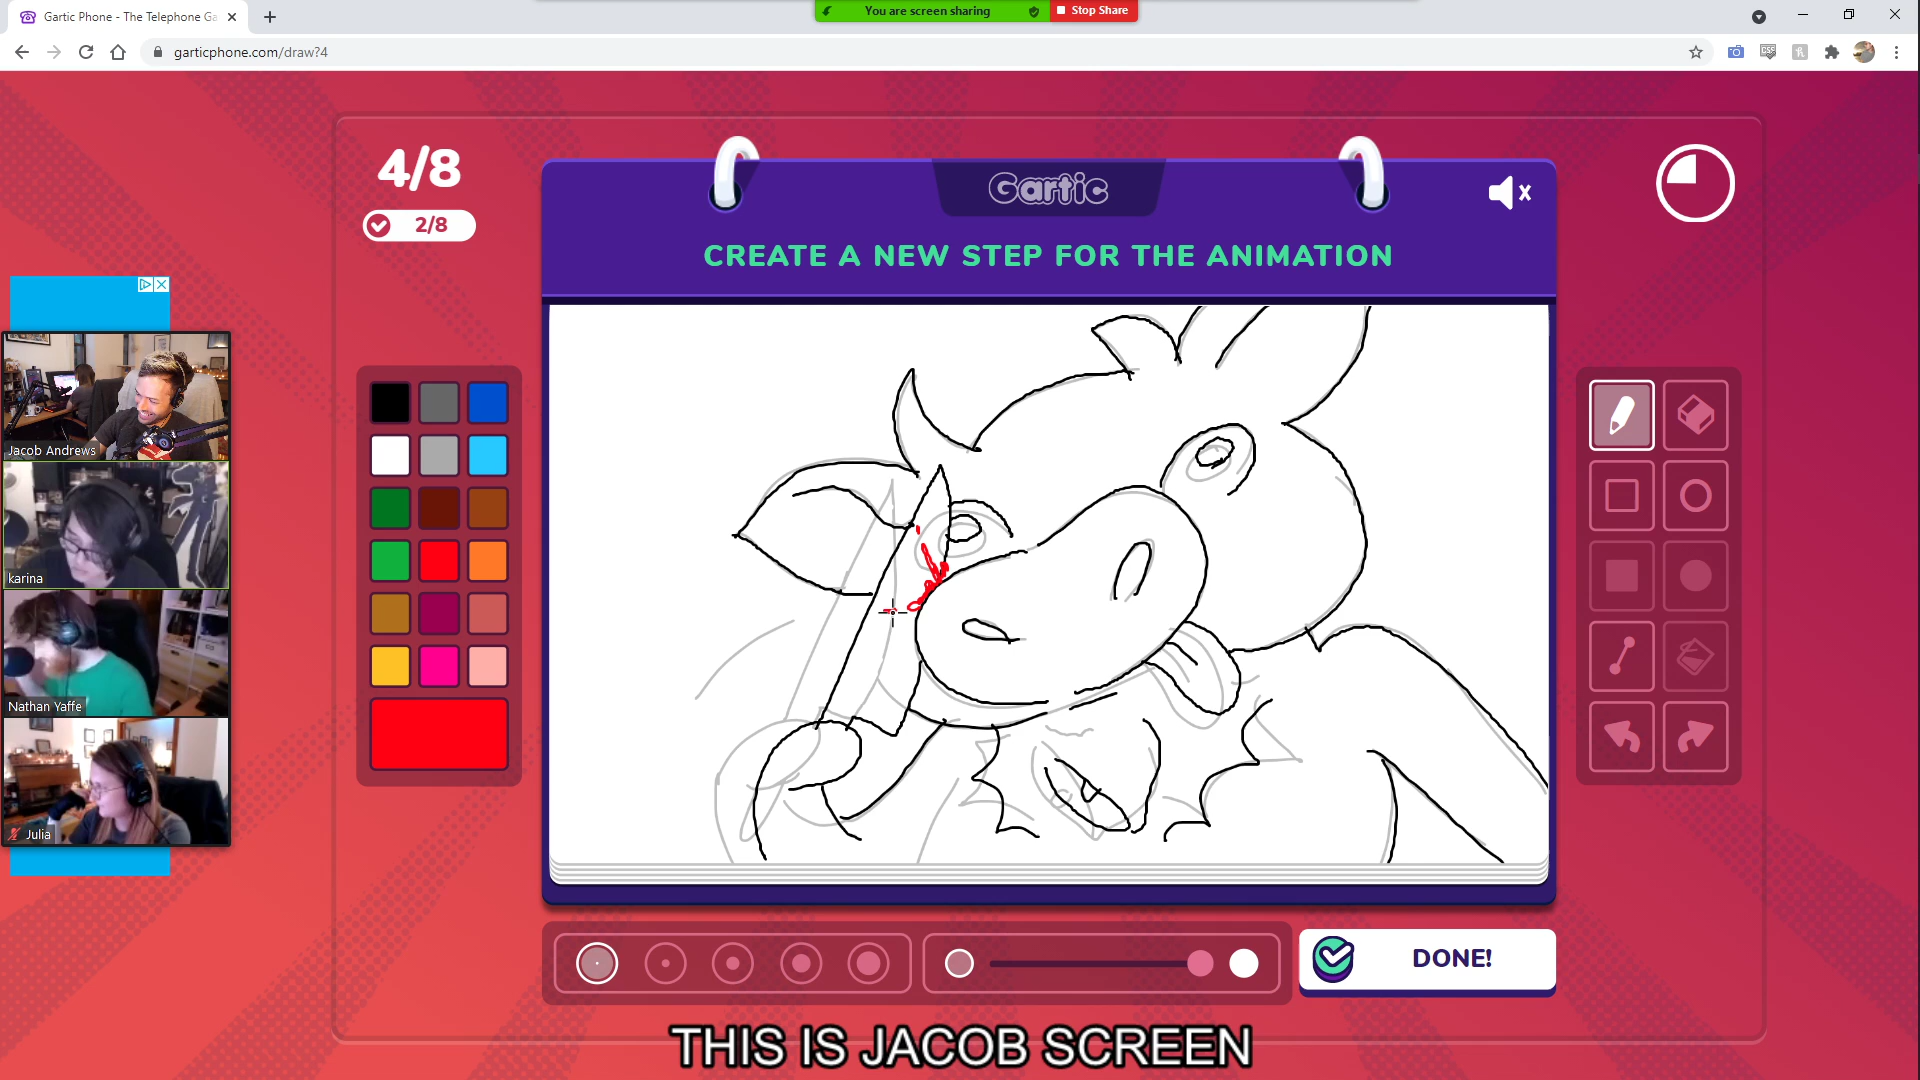 Gartic Phone - The Telephone Ga
You are screen sharing
Stop Share
garticphone.com/draw?4
4/8
2/8
Gartic
CREATE A NEW STEP FOR THE ANIMATION
Jacob Andrews
karina
Nathan Yaffe
Julia
DONE!
THIS IS JACOB SCREEN